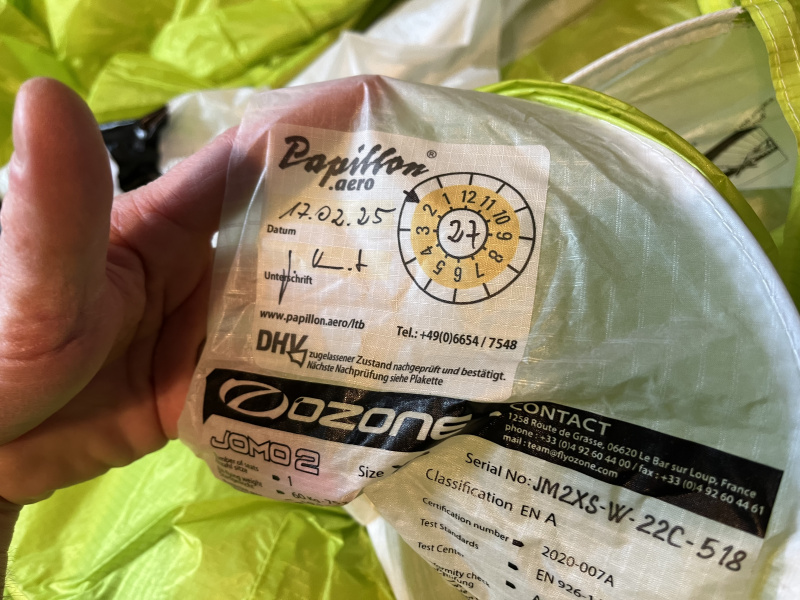 Papillon®
.aero
17.02.25
Datum
Unterschrift
www.papillon.aero/ltb
Tel.: +49(0)6654 / 7548
12 11 10 9 8 7 6 5 4 3 2 1
27
DHV zugelassener Zustand nachgeprüft und bestätigt.
Nächste Nachprüfung siehe Plakette
OZONE
JOMO 2
CONTACT
1258 Route de Grasse, 06620 Le Bar sur Loup, France
phone : +33 (0)4 92 60 44 00 / fax : +33 (0)4 92 60 44 61
mail : team@flyozone.com
Size
1
Serial No: JM2XS-W-22C-518
Classification EN A
Certification number 2020-007A
Test Standards EN 926-1
Test Center